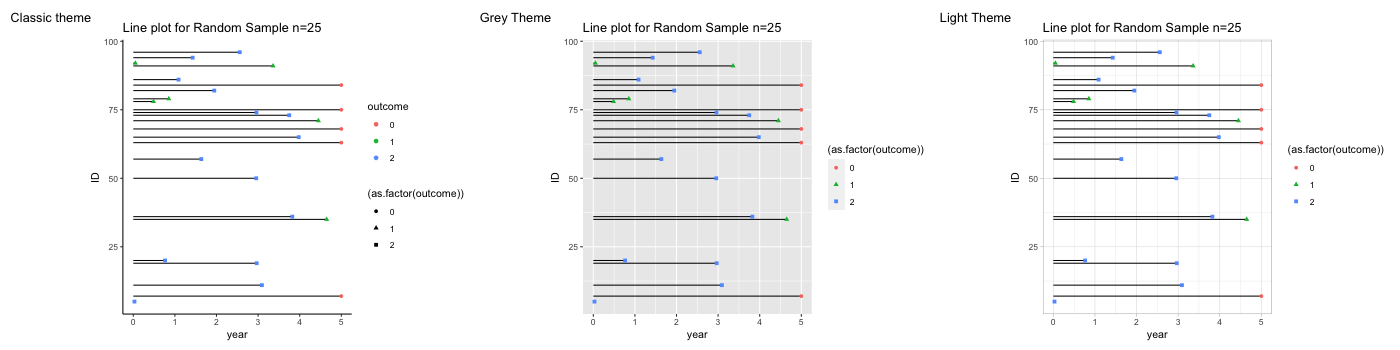 Classic theme
Line plot for Random Sample n=25
100
75
50
25
ID
0 1 2 3 4 5
year
outcome
0
1
2
(as.factor(outcome))
0
1
2
Grey Theme
Line plot for Random Sample n=25
100
75
50
25
ID
0 1 2 3 4 5
year
(as.factor(outcome))
0
1
2
Light Theme
Line plot for Random Sample n=25
100
75
50
25
ID
0 1 2 3 4 5
year
(as.factor(outcome))
0
1
2